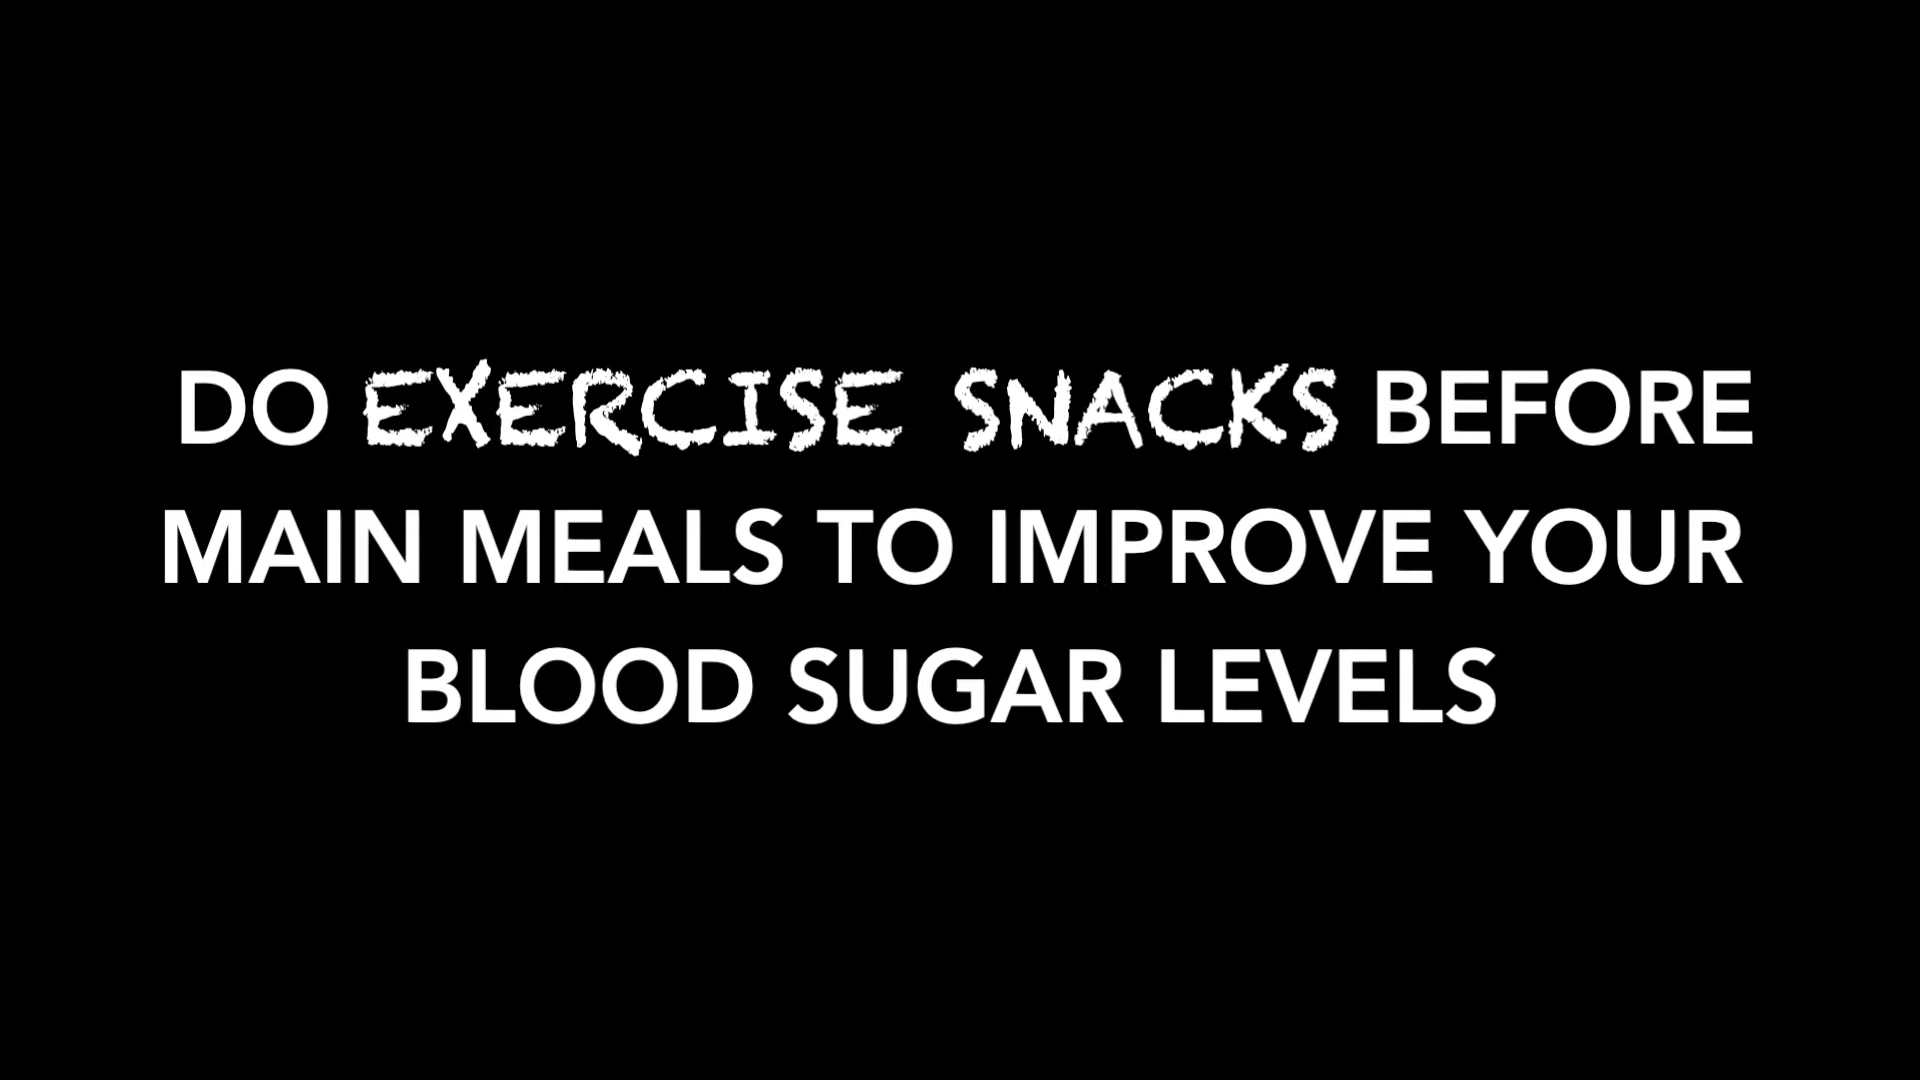 DO EXERCISE SNACKS BEFORE
MAIN MEALS TO IMPROVE YOUR
BLOOD SUGAR LEVELS